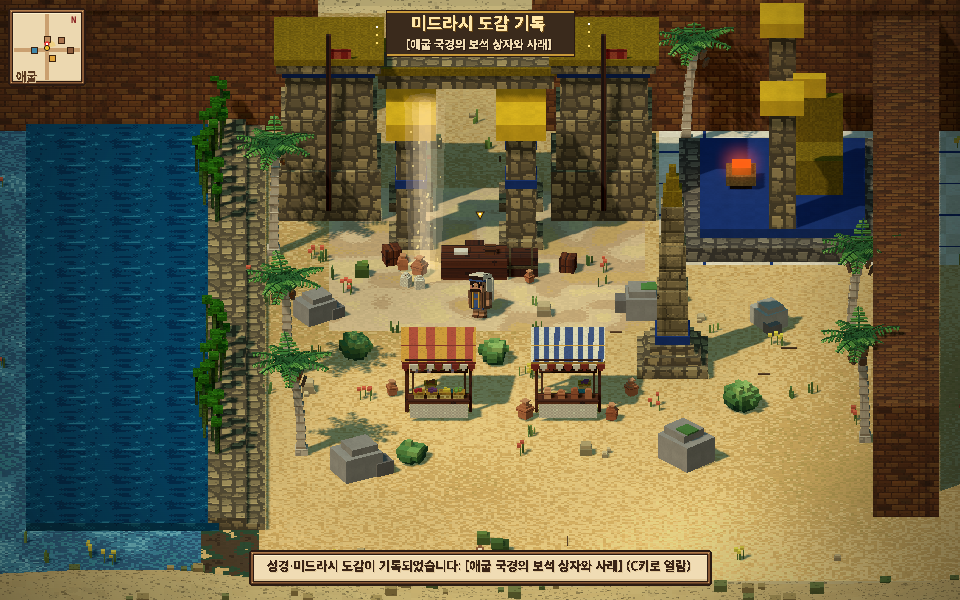 미드라시 도감 기록
[애굽 국경의 보석 상자와 사래]
N
애굽
성경·미드라시 도감이 기록되었습니다: [애굽 국경의 보석 상자와 사래] (C키로 열람)